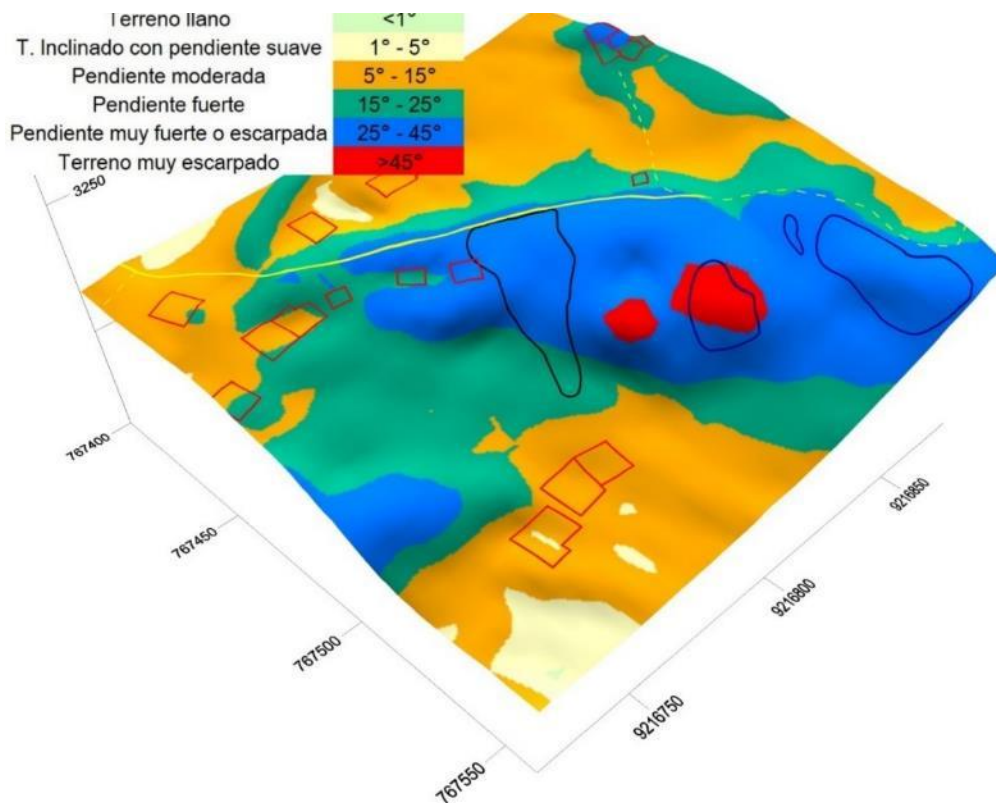 Terreno llano <1°
T. Inclinado con pendiente suave 1° - 5°
Pendiente moderada 5° - 15°
Pendiente fuerte 15° - 25°
Pendiente muy fuerte o escarpada 25° - 45°
Terreno muy escarpado >45°
3250
767400
767450
767500
767550
9216750
9216800
9216850